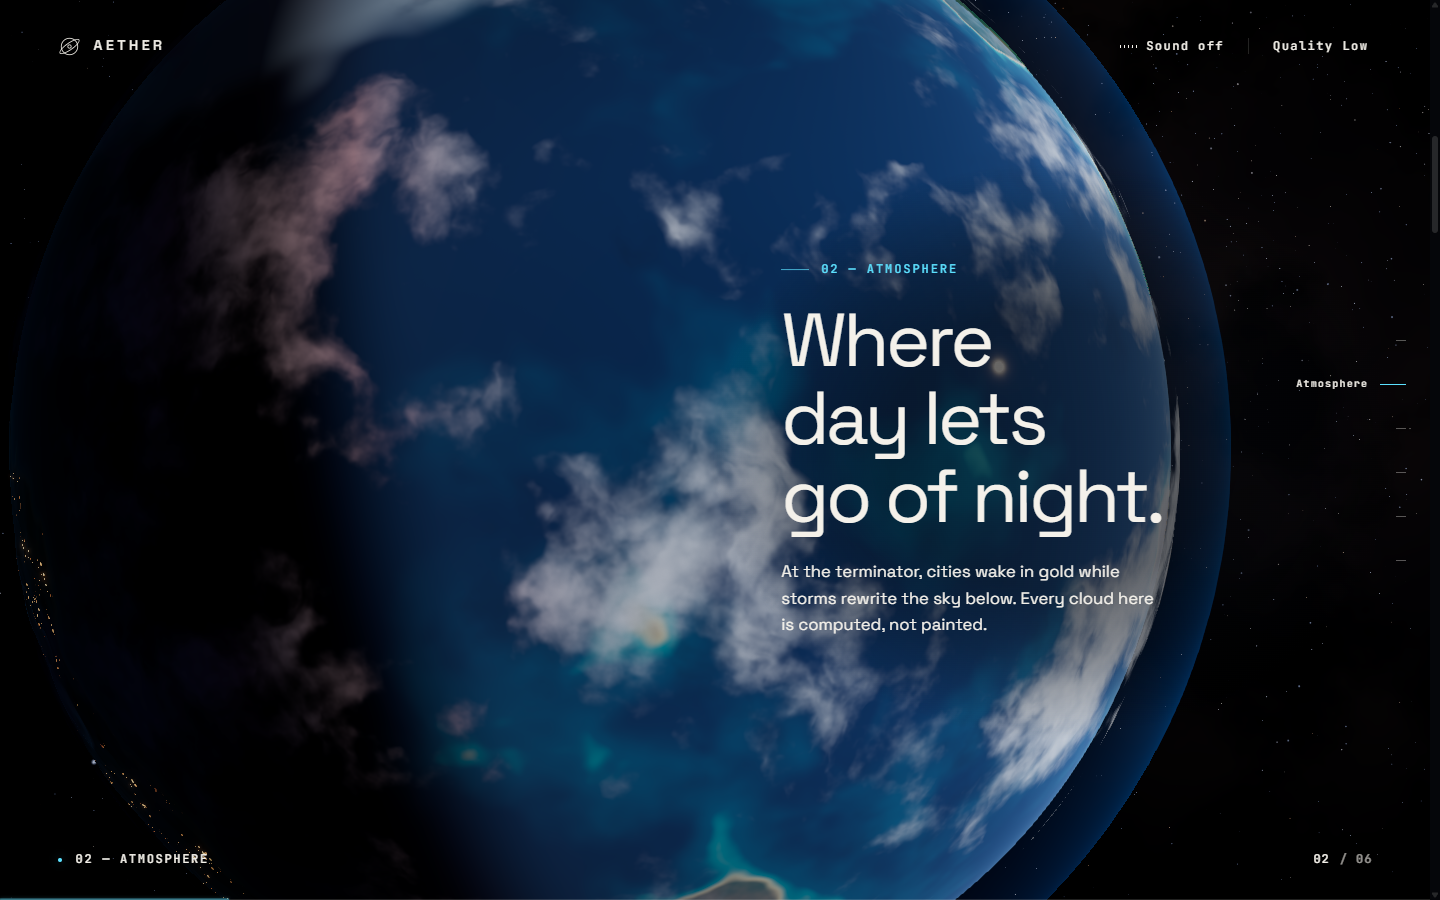 AETHER
Sound off
Quality Low
02 — ATMOSPHERE
Where
day lets
go of night.
At the terminator, cities wake in gold while
storms rewrite the sky below. Every cloud here
is computed, not painted.
Atmosphere
02 — ATMOSPHERE
02 / 06